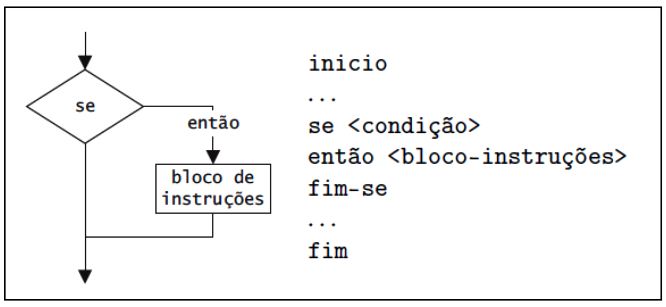 se
então
bloco de
instruções
inicio
...
se <condição>
então <bloco-instruções>
fim-se
...
fim